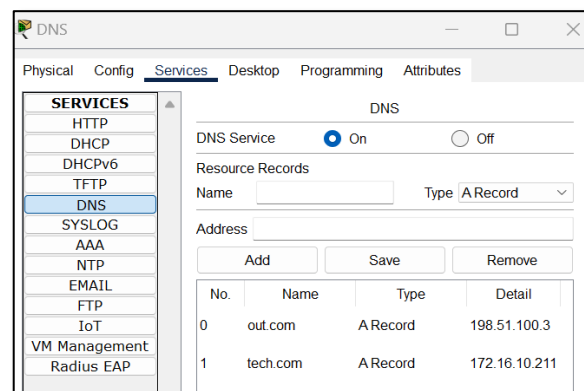 DNS
Physical Config Services Desktop Programming Attributes
SERVICES
HTTP
DHCP
DHCPv6
TFTP
DNS
SYSLOG
AAA
NTP
EMAIL
FTP
IoT
VM Management
Radius EAP
DNS
DNS Service On Off
Resource Records
Name Type A Record
Address
Add Save Remove
No. Name Type Detail
0 out.com A Record 198.51.100.3
1 tech.com A Record 172.16.10.211